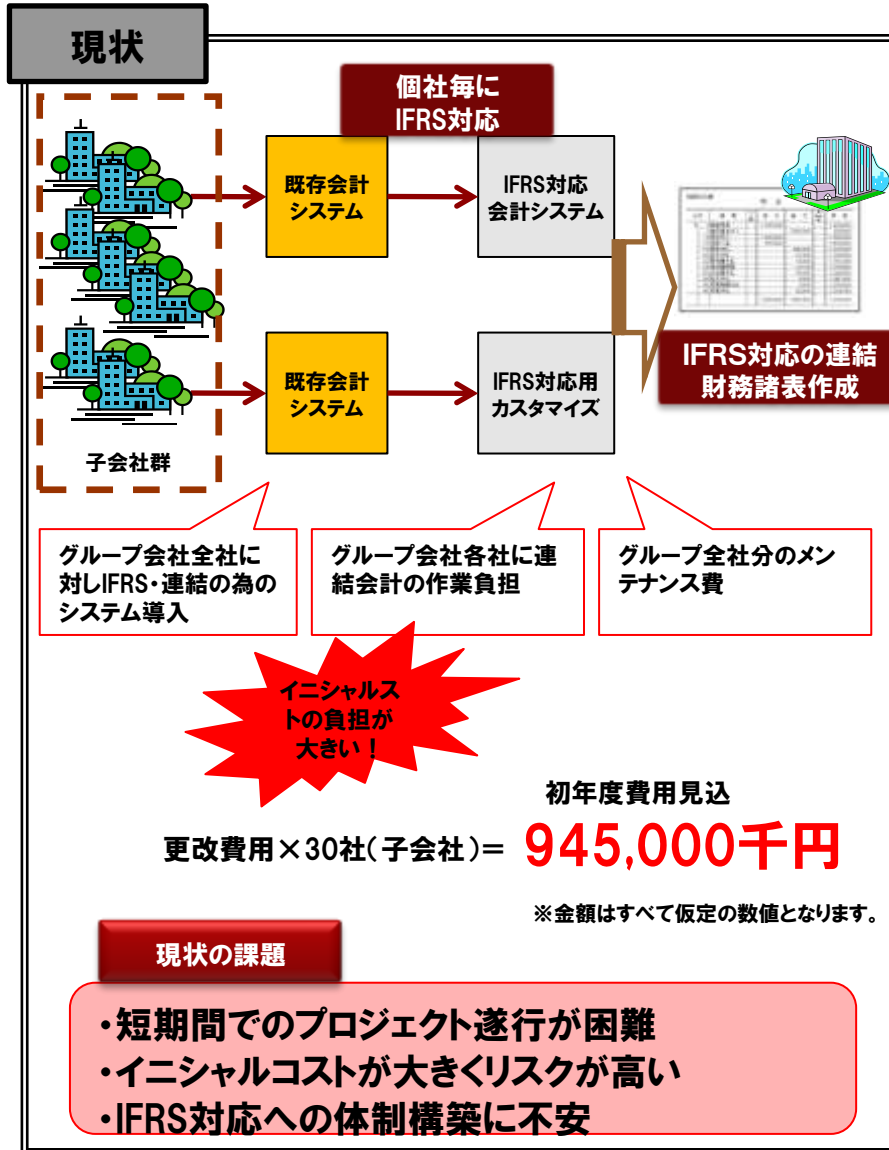 現状
個社毎に
IFRS対応
既存会計
システム
IFRS対応
会計システム
既存会計
システム
IFRS対応用
カスタマイズ
IFRS対応の連結
財務諸表作成
子会社群
グループ会社全社に
対しIFRS・連結の為の
システム導入
グループ会社各社に連
結会計の作業負担
グループ全社分のメン
テナンス費
イニシャルス
トの負担が
大きい！
初年度費用見込
更改費用×30社(子会社)＝ 945,000千円
※金額はすべて仮定の数値となります。
現状の課題
・短期間でのプロジェクト遂行が困難
・イニシャルコストが大きくリスクが高い
・IFRS対応への体制構築に不安